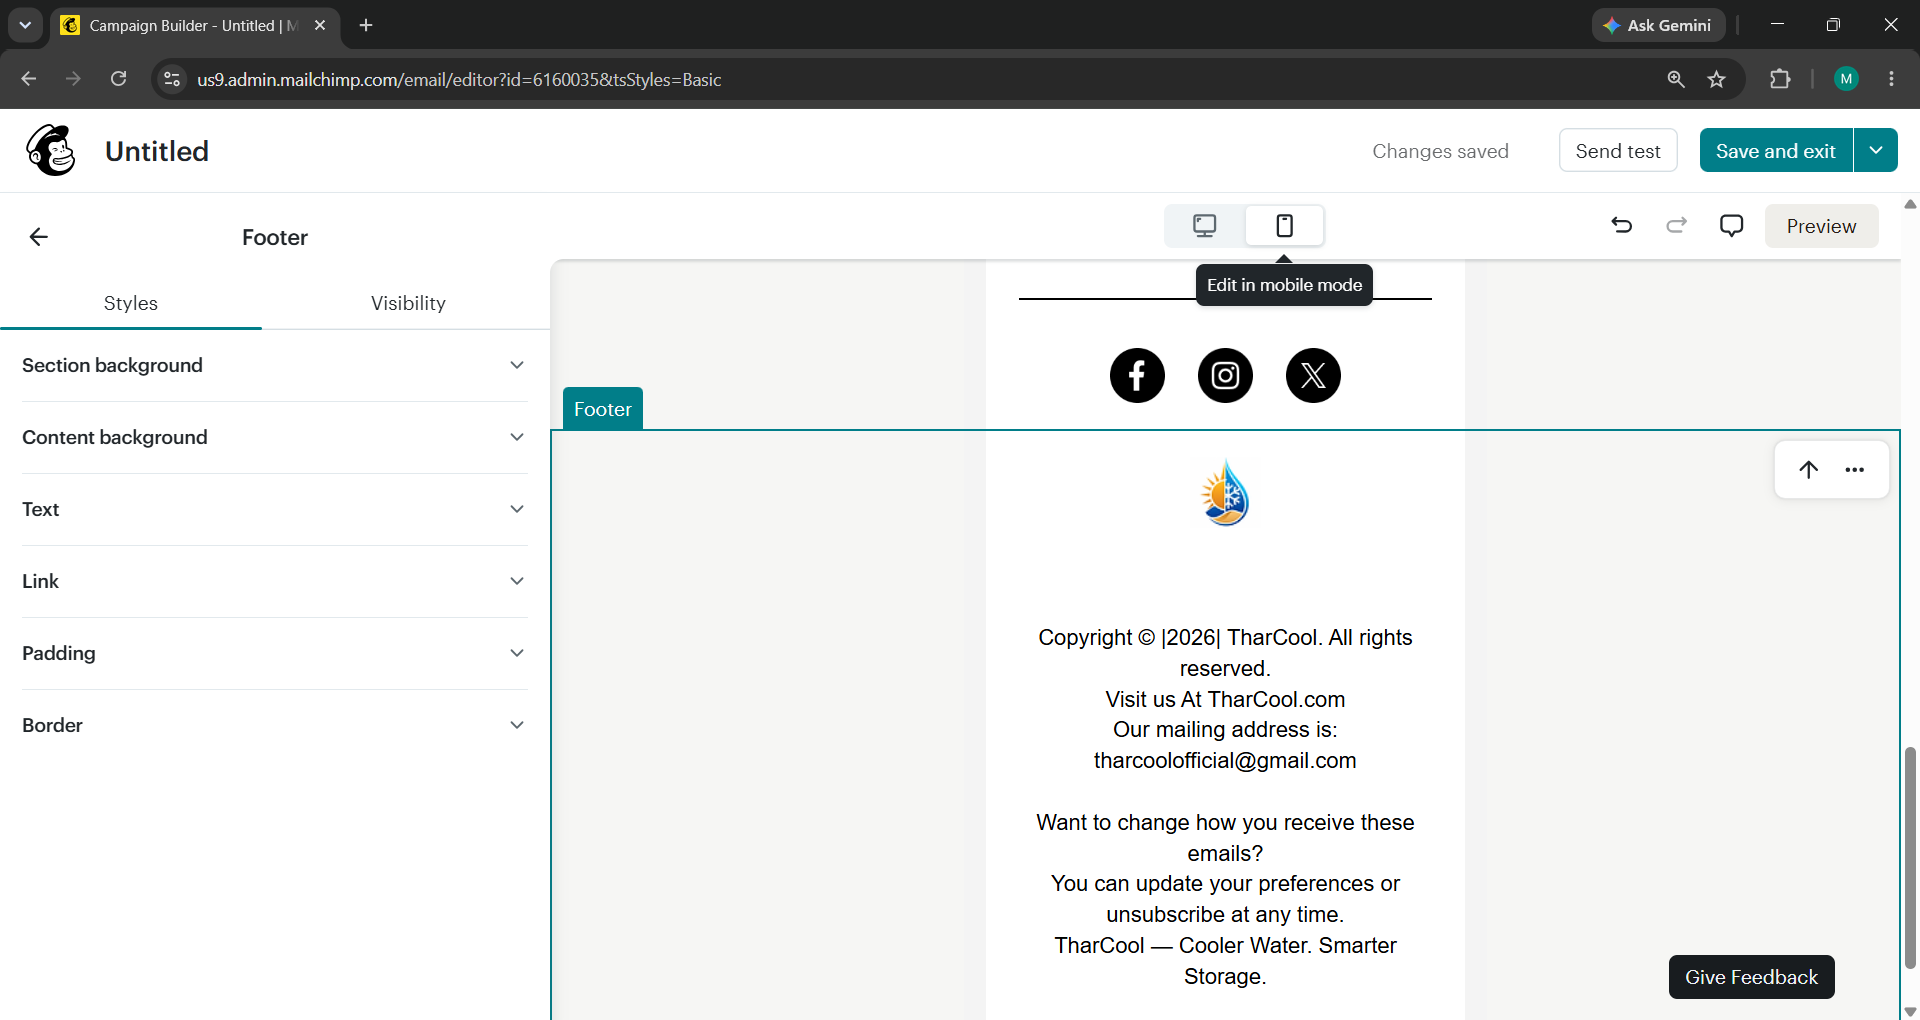 Campaign Builder - Untitled | M
Ask Gemini
us9.admin.mailchimp.com/email/editor?id=6160035&tsStyles=Basic
M
Untitled
Changes saved
Send test
Save and exit
Footer
Preview
Edit in mobile mode
Styles
Visibility
Section background
Content background
Text
Link
Padding
Border
Footer
Copyright © |2026| TharCool. All rights
reserved.
Visit us At TharCool.com
Our mailing address is:
tharcoolofficial@gmail.com
Want to change how you receive these
emails?
You can update your preferences or
unsubscribe at any time.
TharCool — Cooler Water. Smarter
Storage.
Give Feedback